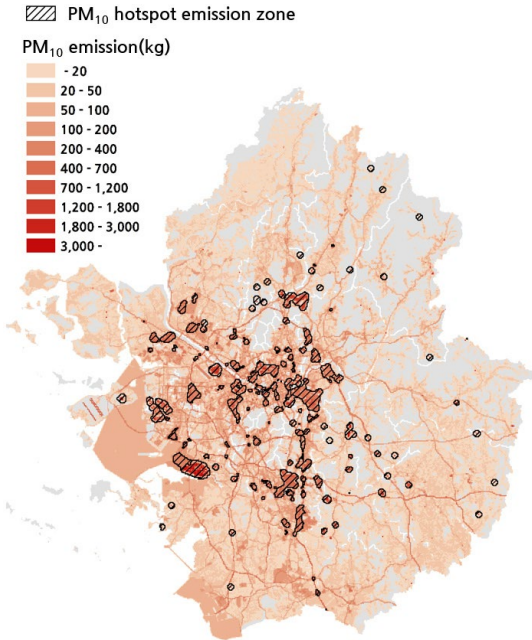 PM₁₀ hotspot emission zone
PM₁₀ emission(kg)
- 20
20 - 50
50 - 100
100 - 200
200 - 400
400 - 700
700 - 1,200
1,200 - 1,800
1,800 - 3,000
3,000 -